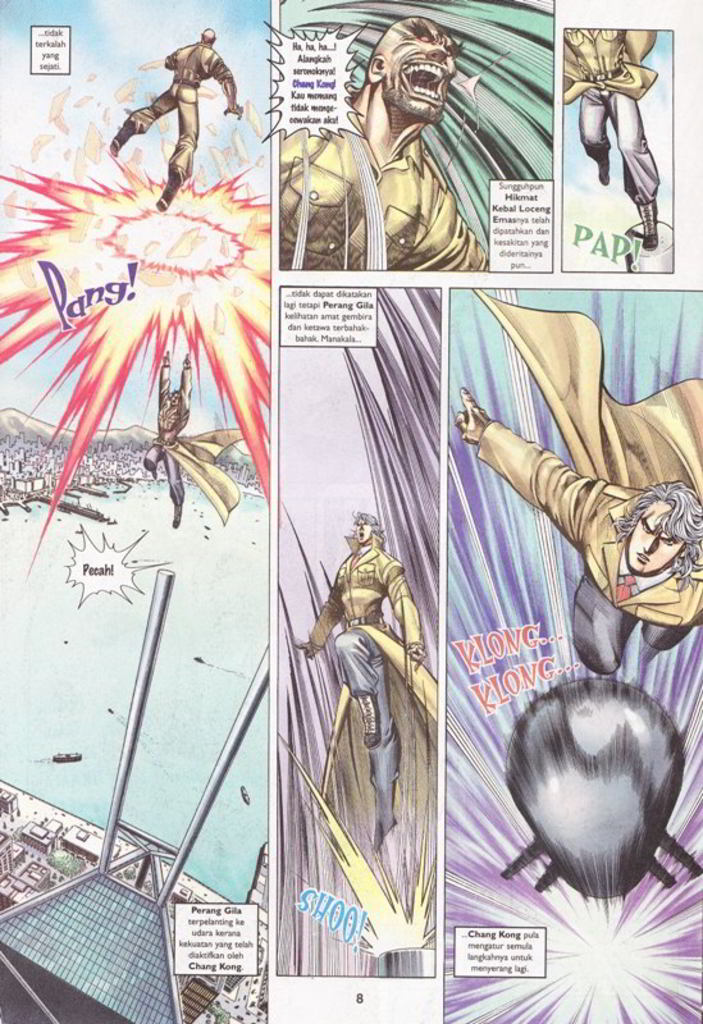 ...tidak
terkalah
yang
sejati.
Pang!
Pecah!
Perang Gila
terpelanting ke
udara kerana
kekuatan yang telah
diaktifkan oleh
Chang Kong.
Ha, ha, ha...!
Alangkah
seronoknya!
Chang Kong!
Kau memang
tidak menge-
cewakan aku!
Sungguhpun
Hikmat
Kebal Loceng
Emasnya telah
dipatahkan dan
kesakitan yang
dideritainya
pun...
PAP!
...tidak dapat dikatakan
lagi tetapi Perang Gila
kelihatan amat gembira
dan ketawa terbahak-
bahak. Manakala...
SHOO!
KLONG...
KLONG...
...Chang Kong pula
mengatur semula
langkahnya untuk
menyerang lagi.
8